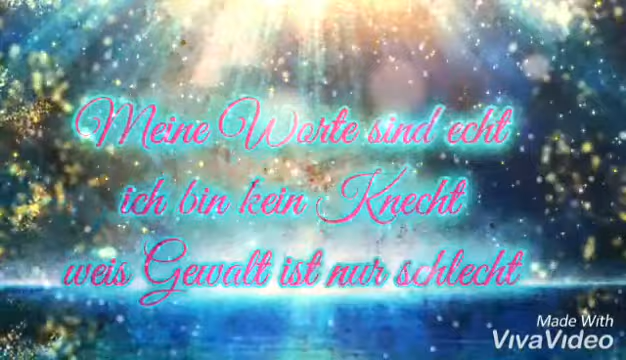 Meine Worte sind echt
ich bin kein Knecht
weis Gewalt ist nur schlecht
Made With
VivaVideo